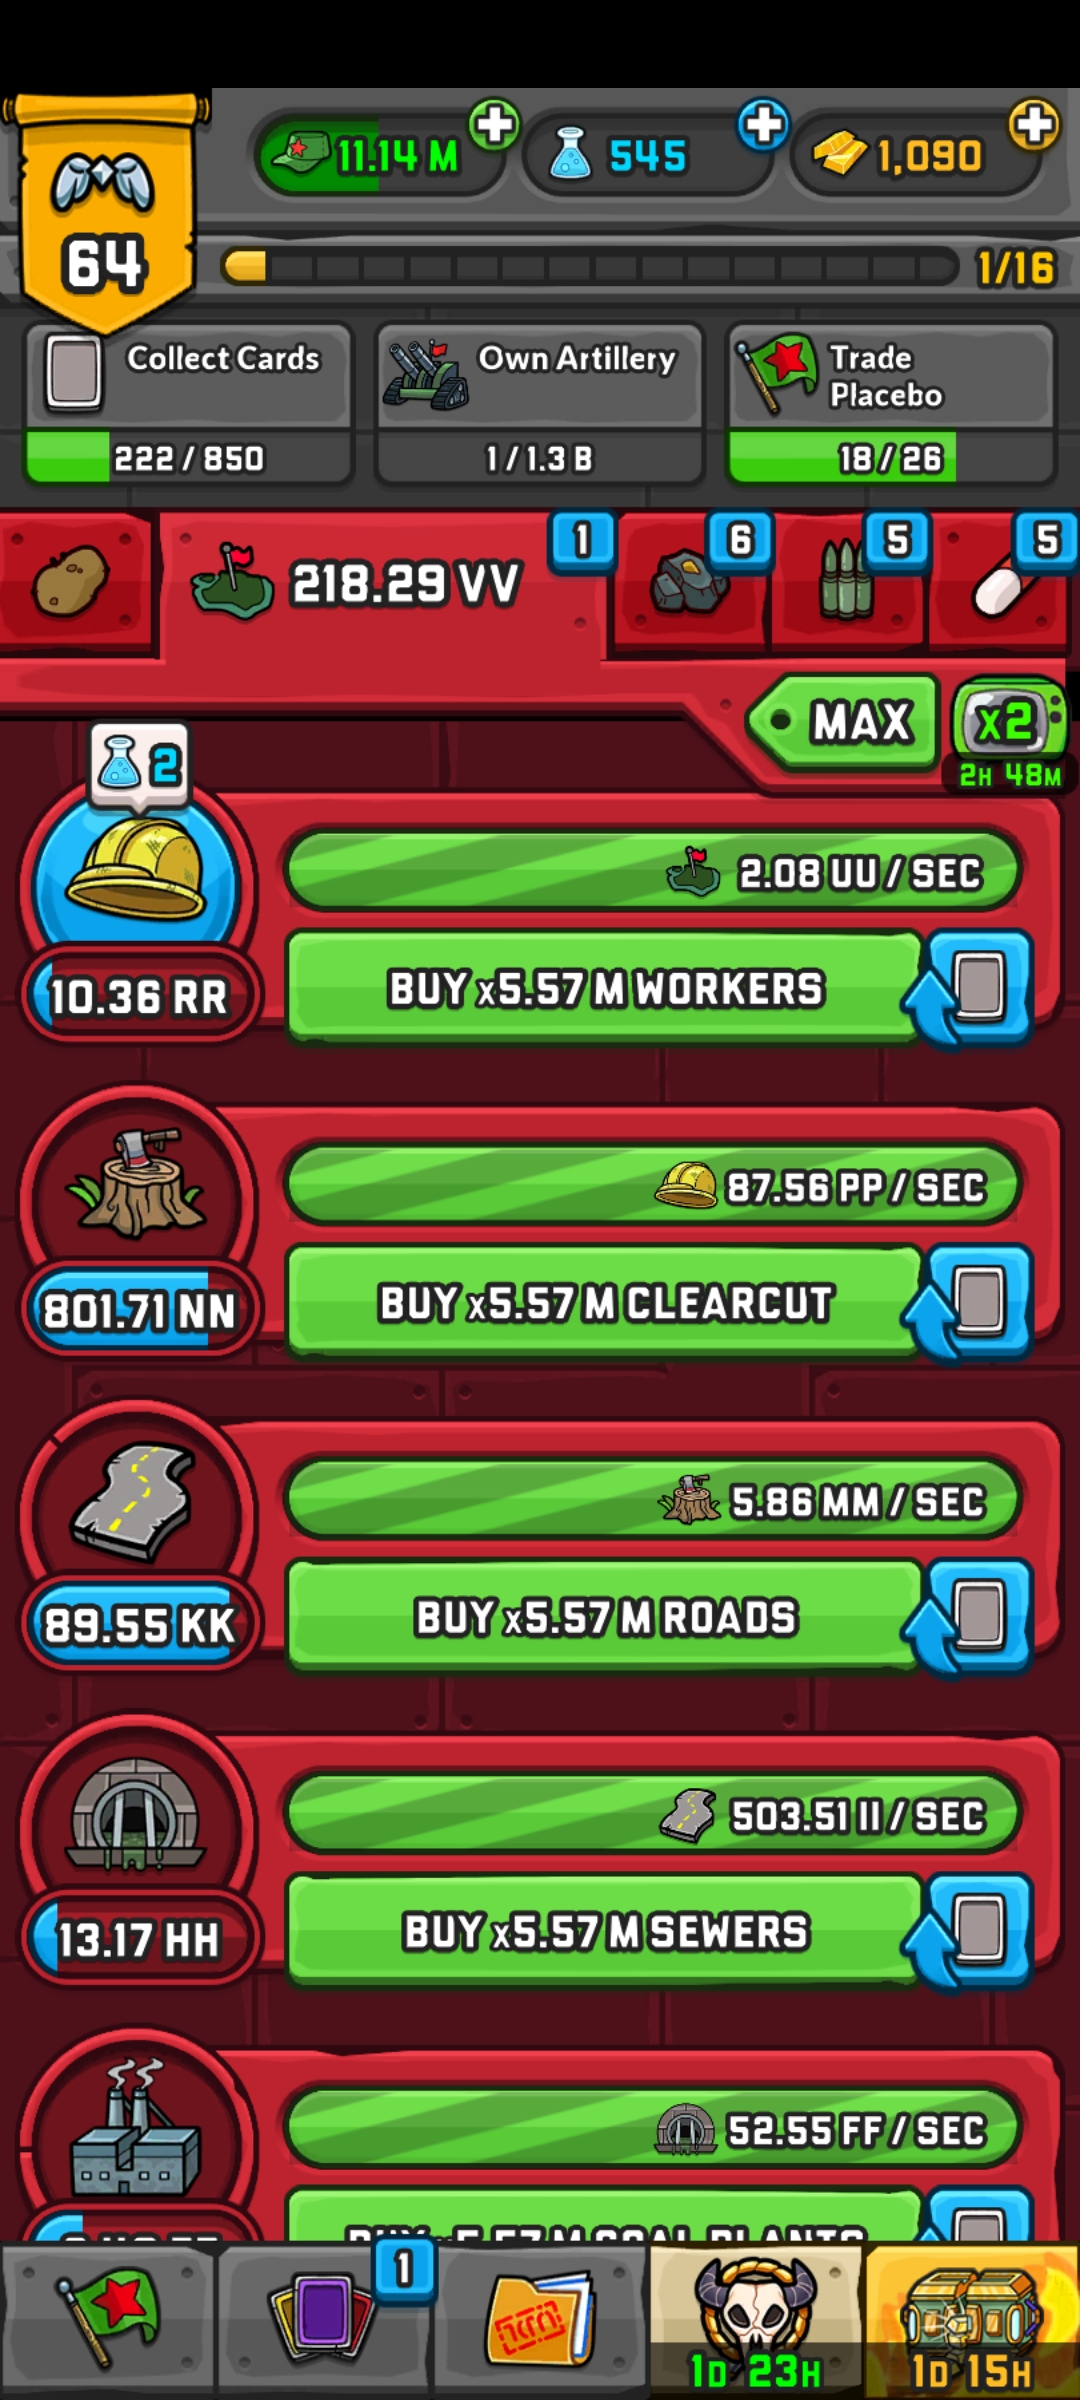 11.14 M
545
1,090
64
1/16
Collect Cards
222 / 850
Own Artillery
1 / 1.3 B
Trade
Placebo
18 / 26
218.29 VV
1
6
5
5
MAX
x2
2H 48M
2
2.08 UU / SEC
10.36 RR
BUY x5.57 M WORKERS
87.56 PP / SEC
801.71 NN
BUY x5.57 M CLEARCUT
5.86 MM / SEC
89.55 KK
BUY x5.57 M ROADS
503.51 II / SEC
13.17 HH
BUY x5.57 M SEWERS
52.55 FF / SEC
BUY x5.57 M COAL PLANTS
1
1D 23H
1D 15H